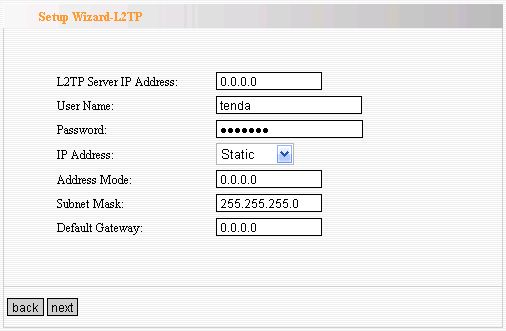 Setup Wizard-L2TP
L2TP Server IP Address: 0.0.0.0
User Name: tenda
Password: ●●●●●●●
IP Address: Static
Address Mode: 0.0.0.0
Subnet Mask: 255.255.255.0
Default Gateway: 0.0.0.0
back next